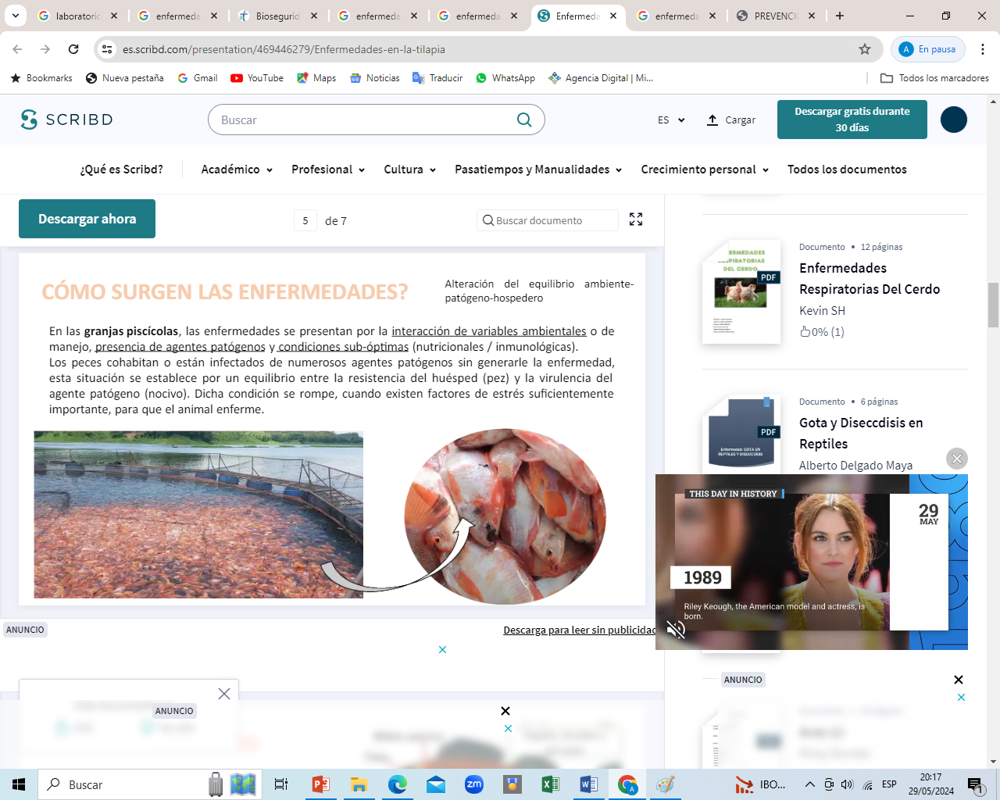 laboratorio
enfermeda
Biosegurid
enfermeda
enfermeda
Enfermeda
enfermeda
PREVENCI
es.scribd.com/presentation/469446279/Enfermedades-en-la-tilapia
A En pausa
Bookmarks Nueva pestaña Gmail YouTube Maps Noticias Traducir WhatsApp Agencia Digital | Mi...
Todos los marcadores
SCRIBD
Buscar
ES
Cargar
Descargar gratis durante
30 días
¿Qué es Scribd? Académico Profesional Cultura Pasatiempos y Manualidades Crecimiento personal Todos los documentos
Descargar ahora
5 de 7
Buscar documento
CÓMO SURGEN LAS ENFERMEDADES?
Alteración del equilibrio ambiente-
patógeno-hospedero
En las granjas piscícolas, las enfermedades se presentan por la interacción de variables ambientales o de
manejo, presencia de agentes patógenos y condiciones sub-óptimas (nutricionales / inmunológicas).
Los peces cohabitan o están infectados de numerosos agentes patógenos sin generarle la enfermedad,
esta situación se establece por un equilibrio entre la resistencia del huésped (pez) y la virulencia del
agente patógeno (nocivo). Dicha condición se rompe, cuando existen factores de estrés suficientemente
importante, para que el animal enferme.
ANUNCIO
Descarga para leer sin publicidad
ANUNCIO
ERMEDADES
PIRATORIAS
DEL CERDO
PDF
Documento • 12 páginas
Enfermedades
Respiratorias Del Cerdo
Kevin SH
0% (1)
Enfermedad: GOTA EN
REPTILES Y DISECCDISIS
PDF
Documento • 6 páginas
Gota y Diseccdisis en
Reptiles
Alberto Delgado Maya
THIS DAY IN HISTORY
29
MAY
1989
Riley Keough, the American model and actress, is
born.
ANUNCIO
Buscar
IBO...
ESP
20:17
29/05/2024
1